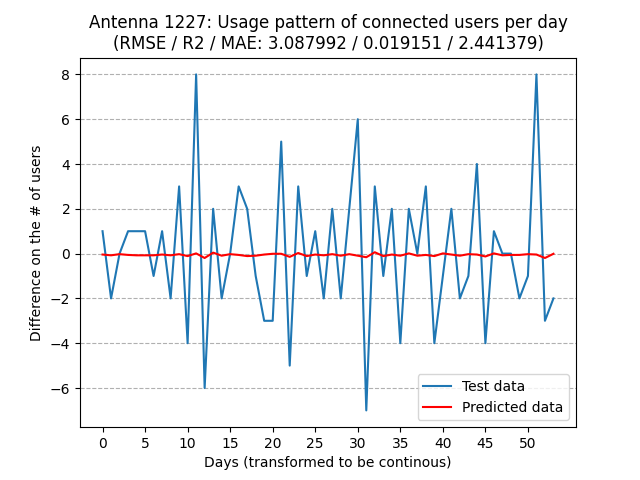 Antenna 1227: Usage pattern of connected users per day
(RMSE / R2 / MAE: 3.087992 / 0.019151 / 2.441379)
Difference on the # of users
8
6
4
2
0
−2
−4
−6
Test data
Predicted data
0 5 10 15 20 25 30 35 40 45 50
Days (transformed to be continous)